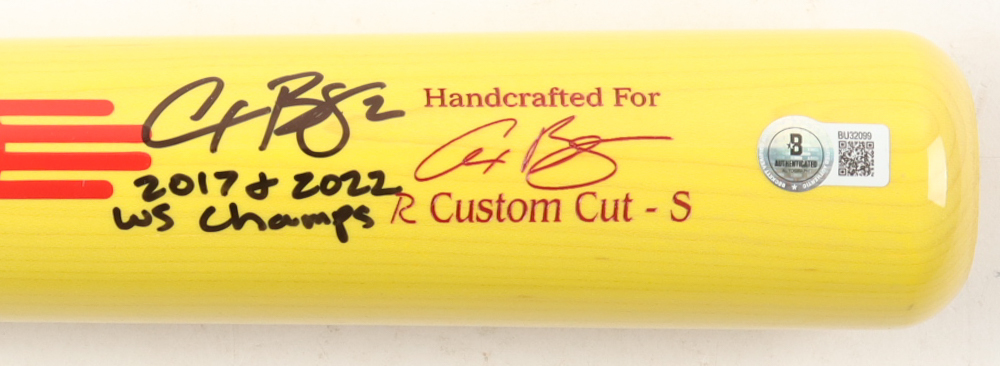 Handcrafted For
2017 & 2022
WS Champs
R Custom Cut - S
B
AUTHENTICATED
BU32099